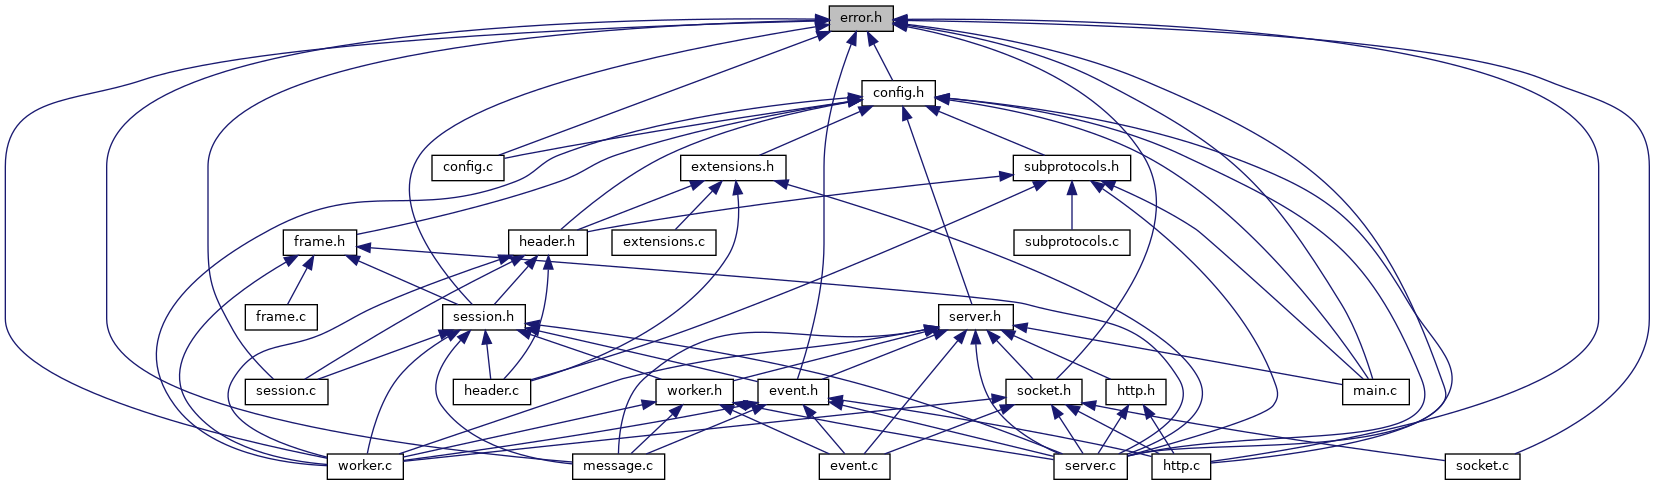 error.h
config.h
config.c
extensions.h
subprotocols.h
frame.h
header.h
extensions.c
subprotocols.c
frame.c
session.h
server.h
session.c
header.c
worker.h
event.h
socket.h
http.h
main.c
worker.c
message.c
event.c
server.c
http.c
socket.c